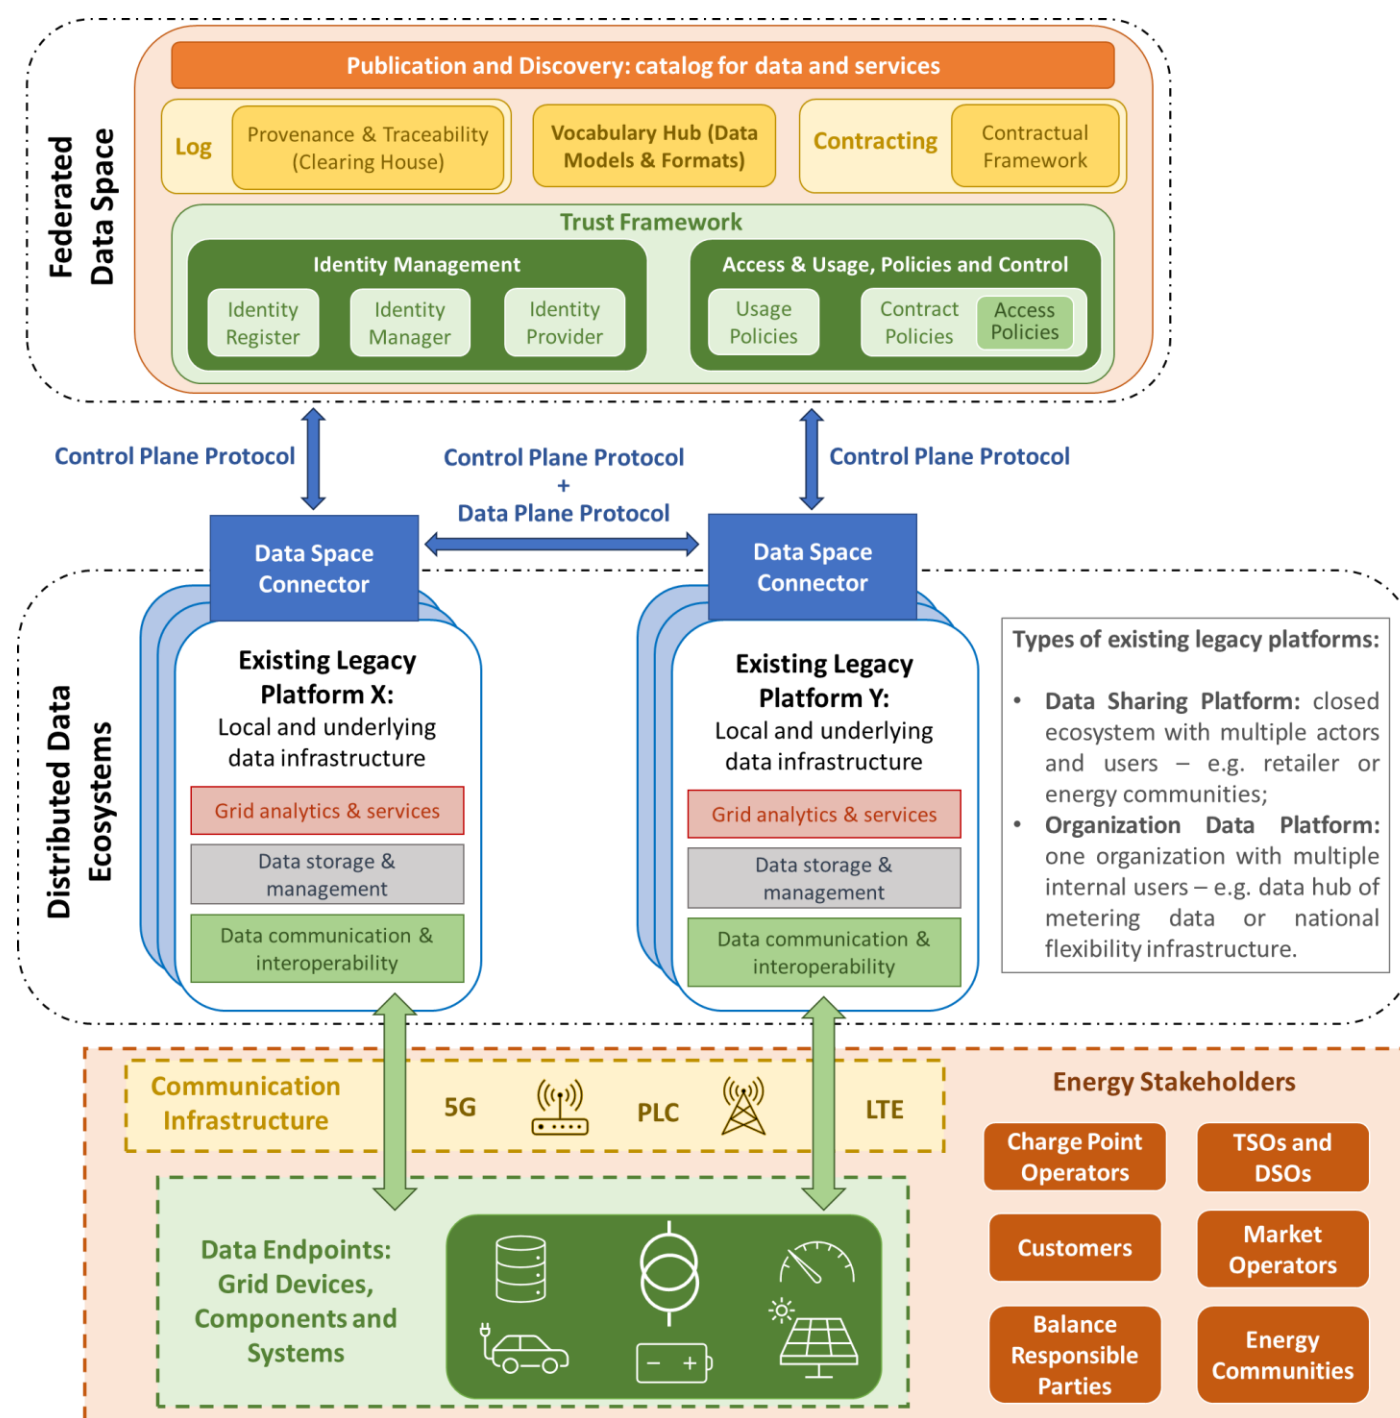 Federated
Data Space
Publication and Discovery: catalog for data and services
Log
Provenance & Traceability
(Clearing House)
Vocabulary Hub (Data
Models & Formats)
Contracting
Contractual
Framework
Trust Framework
Identity Management
Identity
Register
Identity
Manager
Identity
Provider
Access & Usage, Policies and Control
Usage
Policies
Contract
Policies
Access
Policies
Control Plane Protocol
Control Plane Protocol
+
Data Plane Protocol
Control Plane Protocol
Data Space
Connector
Data Space
Connector
Distributed Data
Ecosystems
Existing Legacy
Platform X:
Local and underlying
data infrastructure
Grid analytics & services
Data storage &
management
Data communication &
interoperability
Existing Legacy
Platform Y:
Local and underlying
data infrastructure
Grid analytics & services
Data storage &
management
Data communication &
interoperability
Types of existing legacy platforms:
• Data Sharing Platform: closed
ecosystem with multiple actors
and users – e.g. retailer or
energy communities;
• Organization Data Platform:
one organization with multiple
internal users – e.g. data hub of
metering data or national
flexibility infrastructure.
Communication
Infrastructure
5G
PLC
LTE
Data Endpoints:
Grid Devices,
Components and
Systems
Energy Stakeholders
Charge Point
Operators
TSOs and
DSOs
Customers
Market
Operators
Balance
Responsible
Parties
Energy
Communities